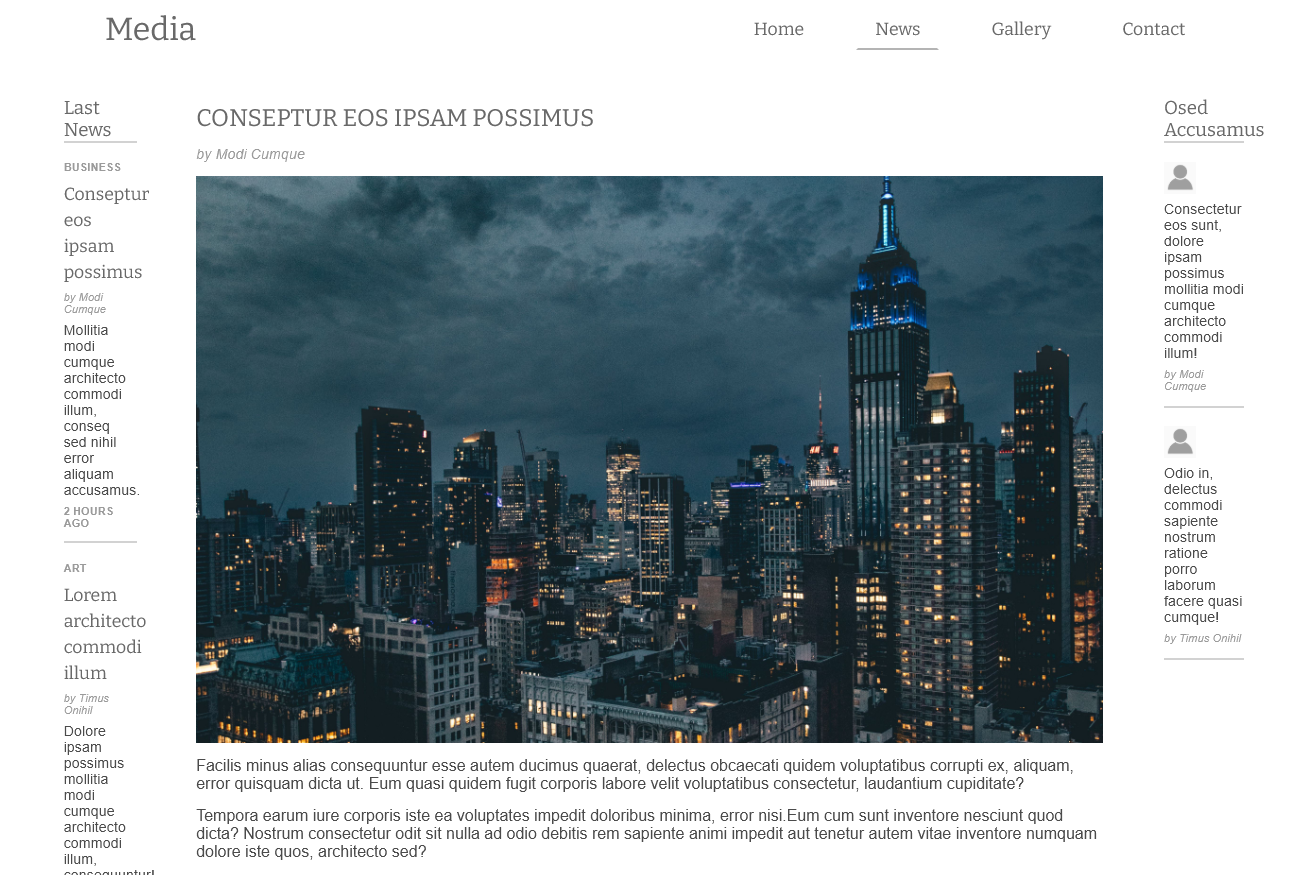 Media
Home
News
Gallery
Contact
Last
News
BUSINESS
Conseptur
eos
ipsam
possimus
by Modi
Cumque
Mollitia
modi
cumque
architecto
commodi
illum,
conseq
sed nihil
error
aliquam
accusamus.
2 HOURS
AGO
ART
Lorem
architecto
commodi
illum
by Timus
Onihil
Dolore
ipsam
possimus
mollitia
modi
cumque
architecto
commodi
illum,
consequuntur!
CONSEPTUR EOS IPSAM POSSIMUS
by Modi Cumque
Facilis minus alias consequuntur esse autem ducimus quaerat, delectus obcaecati quidem voluptatibus corrupti ex, aliquam,
error quisquam dicta ut. Eum quasi quidem fugit corporis labore velit voluptatibus consectetur, laudantium cupiditate?
Tempora earum iure corporis iste ea voluptates impedit doloribus minima, error nisi.Eum cum sunt inventore nesciunt quod
dicta? Nostrum consectetur odit sit nulla ad odio debitis rem sapiente animi impedit aut tenetur autem vitae inventore numquam
dolore iste quos, architecto sed?
Osed
Accusamus
Consectetur
eos sunt,
dolore
ipsam
possimus
mollitia modi
cumque
architecto
commodi
illum!
by Modi
Cumque
Odio in,
delectus
commodi
sapiente
nostrum
ratione
porro
laborum
facere quasi
cumque!
by Timus Onihil